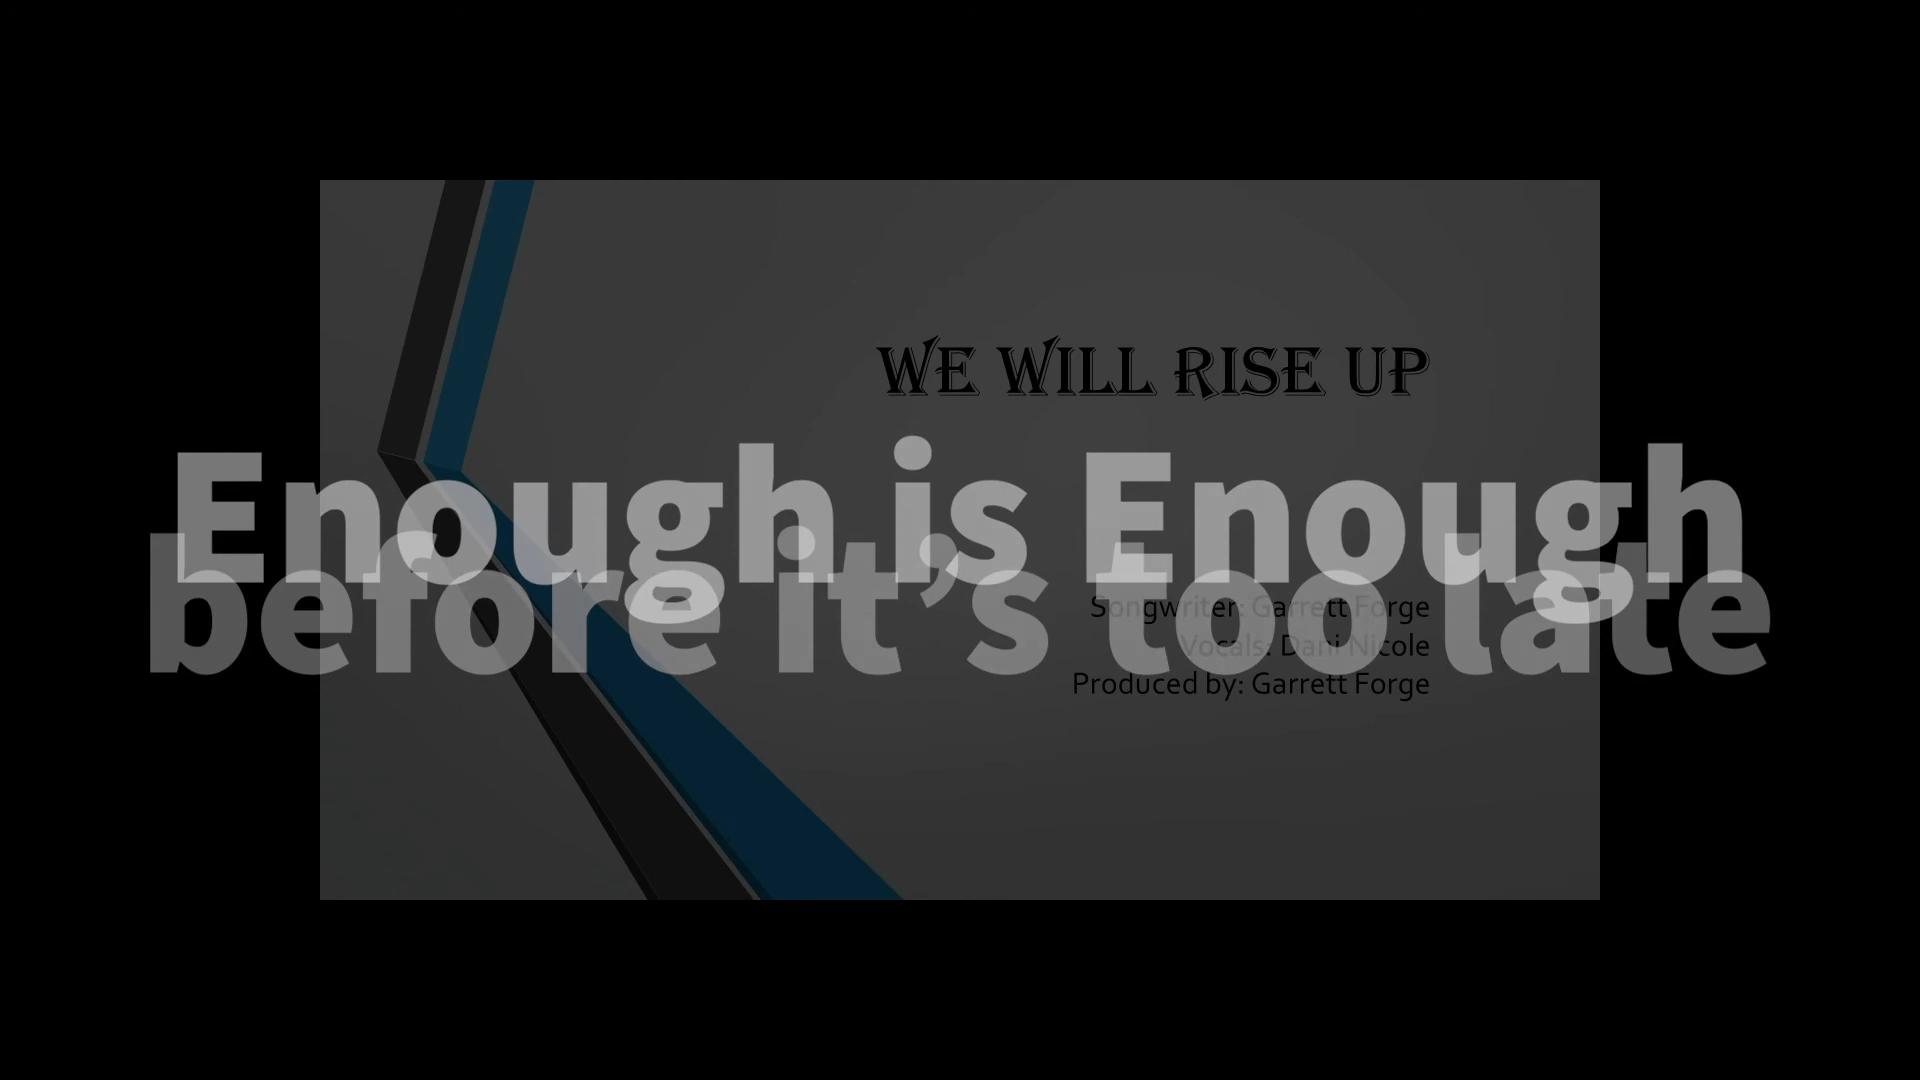 WE WILL RISE UP
Enough is Enough
before it’s too late
Songwriter: Garrett Forge
Vocals: Dani Nicole
Produced by: Garrett Forge